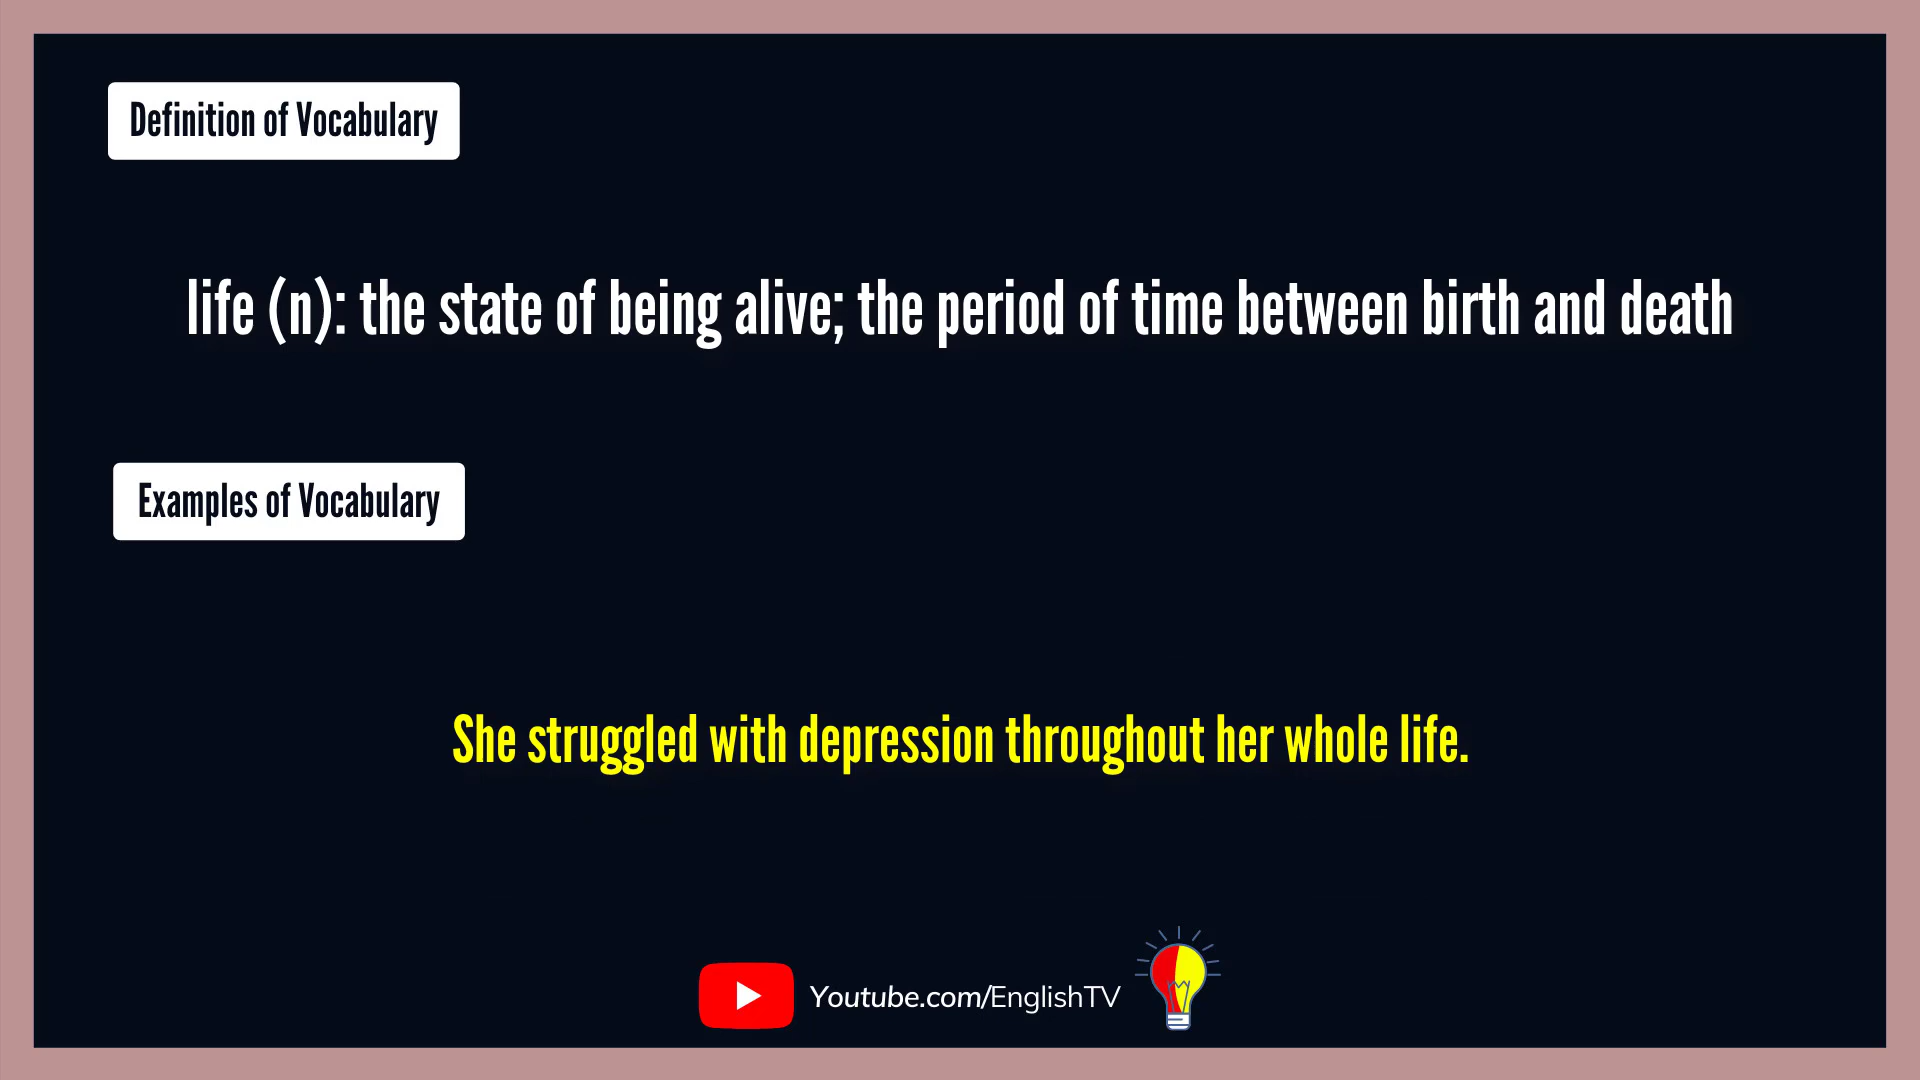 Definition of Vocabulary
life (n): the state of being alive; the period of time between birth and death
Examples of Vocabulary
She struggled with depression throughout her whole life.
Youtube.com/EnglishTV